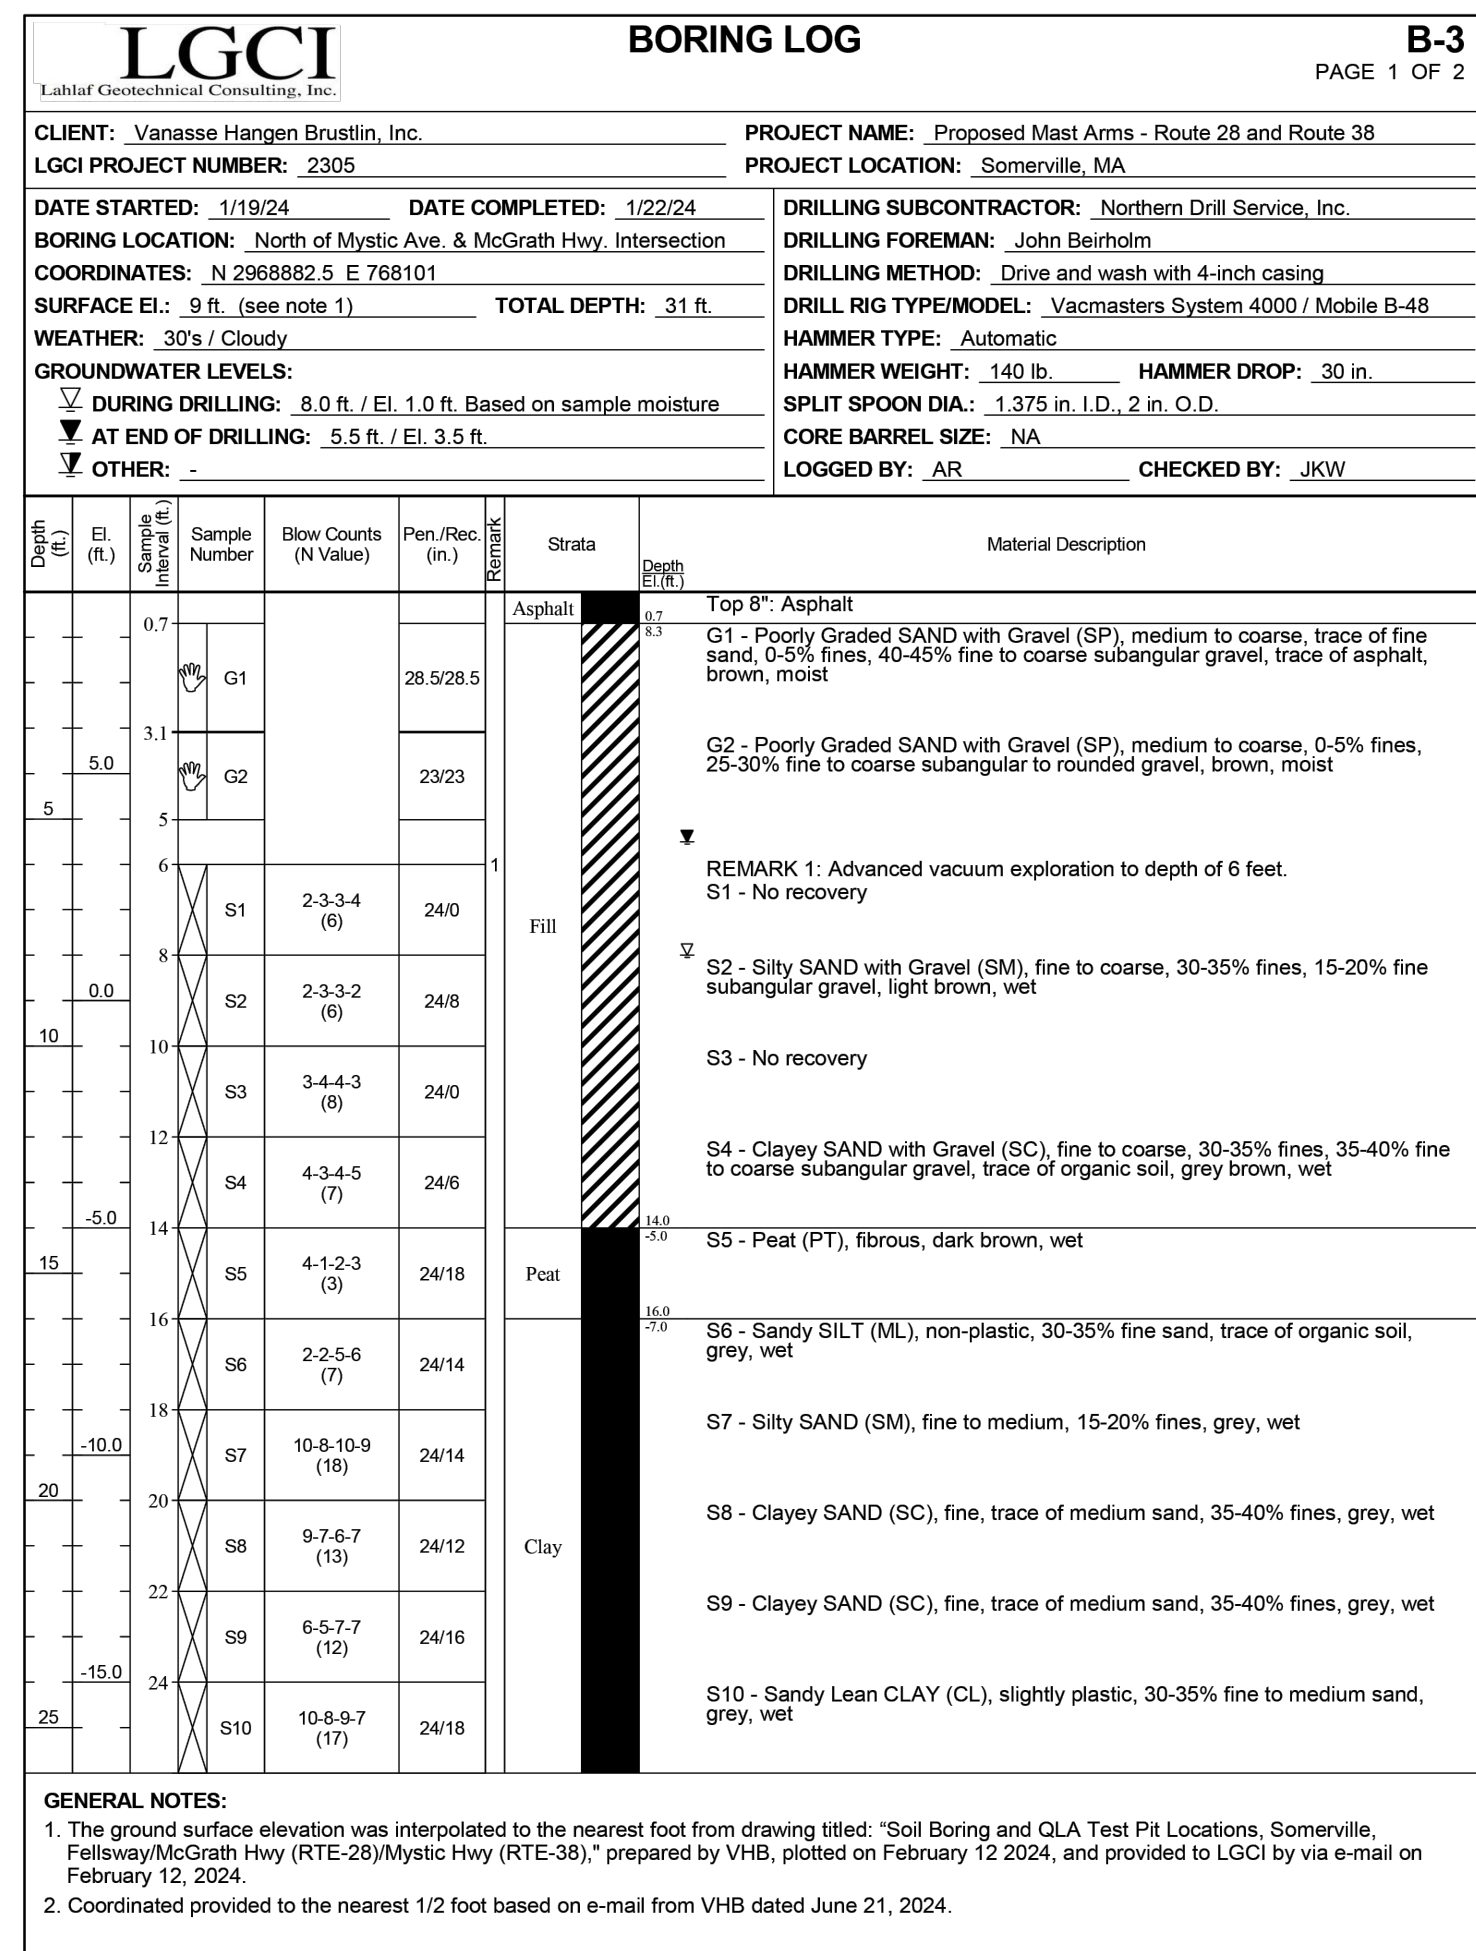 LGCI
Lahlaf Geotechnical Consulting, Inc.
BORING LOG
B-3
PAGE 1 OF 2
CLIENT: Vanasse Hangen Brustlin, Inc.
PROJECT NAME: Proposed Mast Arms - Route 28 and Route 38
LGCI PROJECT NUMBER: 2305
PROJECT LOCATION: Somerville, MA
DATE STARTED: 1/19/24 DATE COMPLETED: 1/22/24
BORING LOCATION: North of Mystic Ave. & McGrath Hwy. Intersection
COORDINATES: N 2968882.5 E 768101
SURFACE El.: 9 ft. (see note 1) TOTAL DEPTH: 31 ft.
WEATHER: 30's / Cloudy
GROUNDWATER LEVELS:
DURING DRILLING: 8.0 ft. / El. 1.0 ft. Based on sample moisture
AT END OF DRILLING: 5.5 ft. / El. 3.5 ft.
OTHER: -
DRILLING SUBCONTRACTOR: Northern Drill Service, Inc.
DRILLING FOREMAN: John Beirholm
DRILLING METHOD: Drive and wash with 4-inch casing
DRILL RIG TYPE/MODEL: Vacmasters System 4000 / Mobile B-48
HAMMER TYPE: Automatic
HAMMER WEIGHT: 140 lb. HAMMER DROP: 30 in.
SPLIT SPOON DIA.: 1.375 in. I.D., 2 in. O.D.
CORE BARREL SIZE: NA
LOGGED BY: AR CHECKED BY: JKW
Depth (ft.)
El. (ft.)
Sample Interval (ft.)
Sample Number
Blow Counts (N Value)
Pen./Rec. (in.)
Remark
Strata
Depth
El.(ft.)
Material Description
Asphalt
0.7
Top 8": Asphalt
0.7
8.3
G1
28.5/28.5
G1 - Poorly Graded SAND with Gravel (SP), medium to coarse, trace of fine
sand, 0-5% fines, 40-45% fine to coarse subangular gravel, trace of asphalt,
brown, moist
3.1
5.0
G2
23/23
G2 - Poorly Graded SAND with Gravel (SP), medium to coarse, 0-5% fines,
25-30% fine to coarse subangular to rounded gravel, brown, moist
5
5
6
1
REMARK 1: Advanced vacuum exploration to depth of 6 feet.
S1
2-3-3-4
(6)
24/0
S1 - No recovery
Fill
8
0.0
S2
2-3-3-2
(6)
24/8
S2 - Silty SAND with Gravel (SM), fine to coarse, 30-35% fines, 15-20% fine
subangular gravel, light brown, wet
10
10
S3
3-4-4-3
(8)
24/0
S3 - No recovery
12
S4
4-3-4-5
(7)
24/6
S4 - Clayey SAND with Gravel (SC), fine to coarse, 30-35% fines, 35-40% fine
to coarse subangular gravel, trace of organic soil, grey brown, wet
-5.0
14
14.0
-5.0
15
S5
4-1-2-3
(3)
24/18
Peat
S5 - Peat (PT), fibrous, dark brown, wet
16
16.0
-7.0
S6
2-2-5-6
(7)
24/14
S6 - Sandy SILT (ML), non-plastic, 30-35% fine sand, trace of organic soil,
grey, wet
18
-10.0
S7
10-8-10-9
(18)
24/14
S7 - Silty SAND (SM), fine to medium, 15-20% fines, grey, wet
20
20
S8
9-7-6-7
(13)
24/12
Clay
S8 - Clayey SAND (SC), fine, trace of medium sand, 35-40% fines, grey, wet
22
S9
6-5-7-7
(12)
24/16
S9 - Clayey SAND (SC), fine, trace of medium sand, 35-40% fines, grey, wet
-15.0
24
25
S10
10-8-9-7
(17)
24/18
S10 - Sandy Lean CLAY (CL), slightly plastic, 30-35% fine to medium sand,
grey, wet
GENERAL NOTES:
1. The ground surface elevation was interpolated to the nearest foot from drawing titled: “Soil Boring and QLA Test Pit Locations, Somerville,
Fellsway/McGrath Hwy (RTE-28)/Mystic Hwy (RTE-38)," prepared by VHB, plotted on February 12 2024, and provided to LGCI by via e-mail on
February 12, 2024.
2. Coordinated provided to the nearest 1/2 foot based on e-mail from VHB dated June 21, 2024.